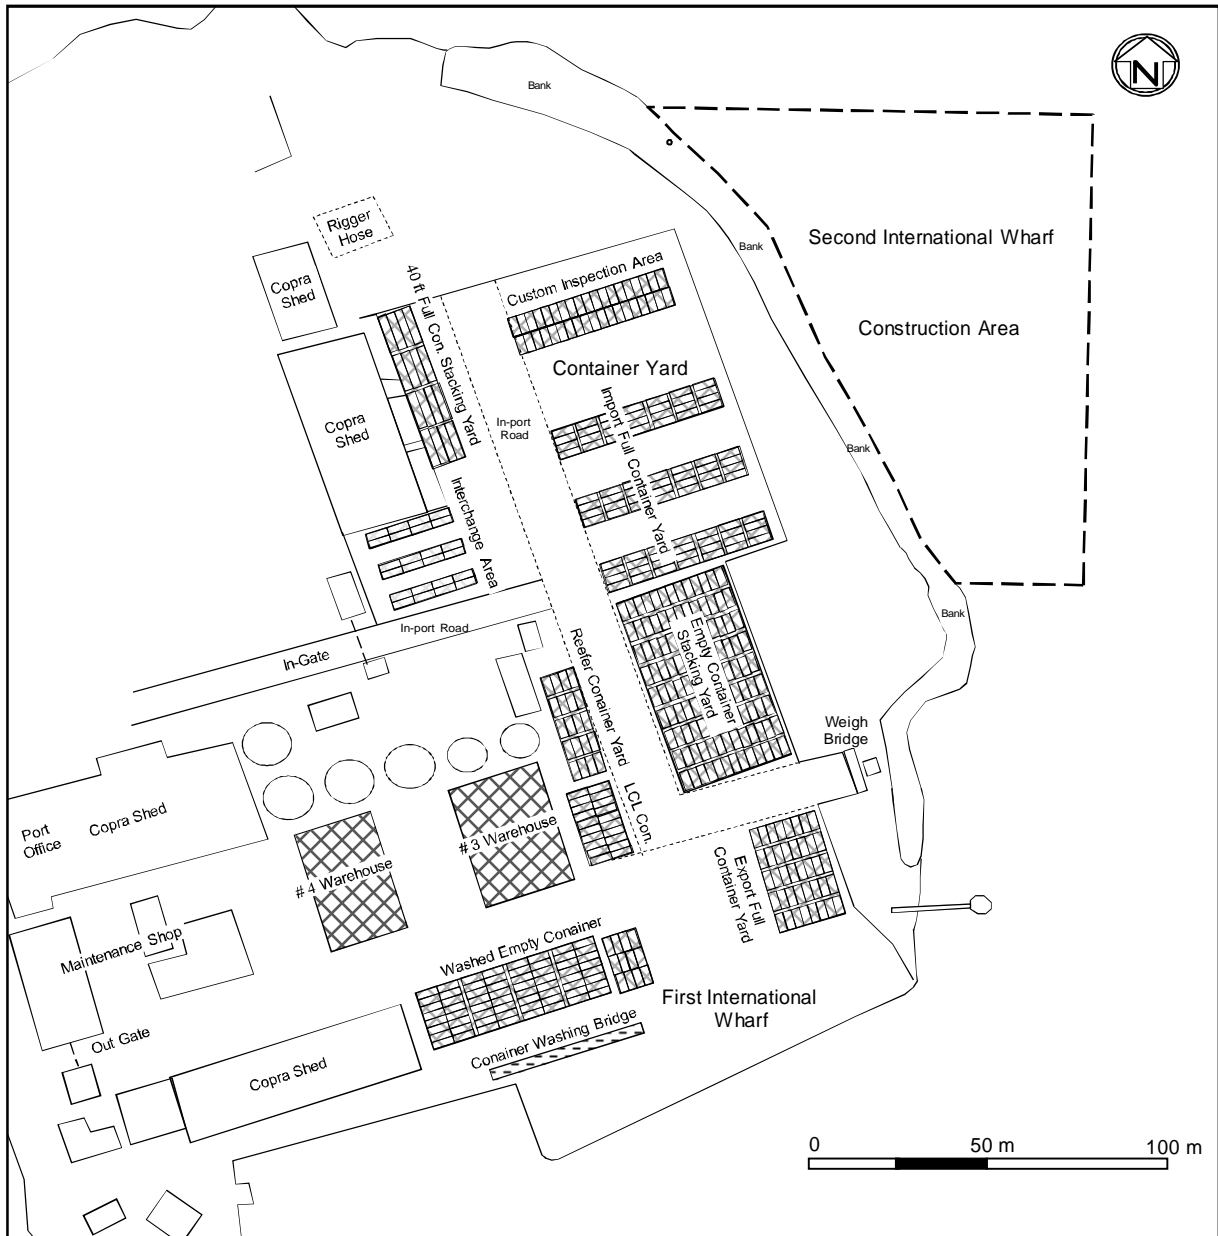 Bank
N
Rigger
Hose
Bank
Second International Wharf
Copra
Shed
40 ft Full Con. Stacking Yard
Custom Inspection Area
Construction Area
Container Yard
Copra
Shed
In-port
Road
Import Full Container Yard
Bank
Interchange Area
Bank
In-port Road
In-Gate
Reefer Conainer Yard
Empty Container
Stacking Yard
Weigh
Bridge
LCL Con.
Port
Office
Copra Shed
# 3 Warehouse
# 4 Warehouse
Export Full
Container Yard
Maintenance Shop
Washed Empty Conainer
First International
Wharf
Out Gate
Conainer Washing Bridge
Copra Shed
0
50 m
100 m